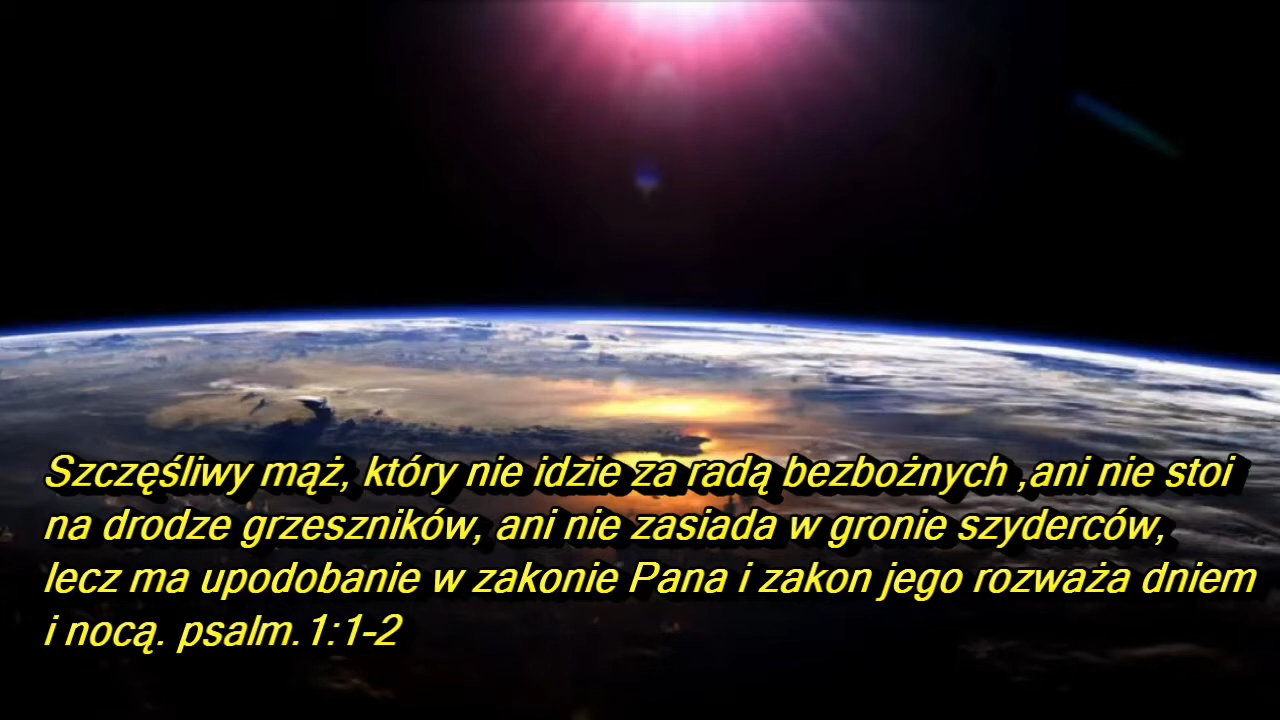 Szczęśliwy mąż, który nie idzie za radą bezbożnych ,ani nie stoi
na drodze grzeszników, ani nie zasiada w gronie szyderców,
lecz ma upodobanie w zakonie Pana i zakon jego rozważa dniem
i nocą. psalm.1:1-2